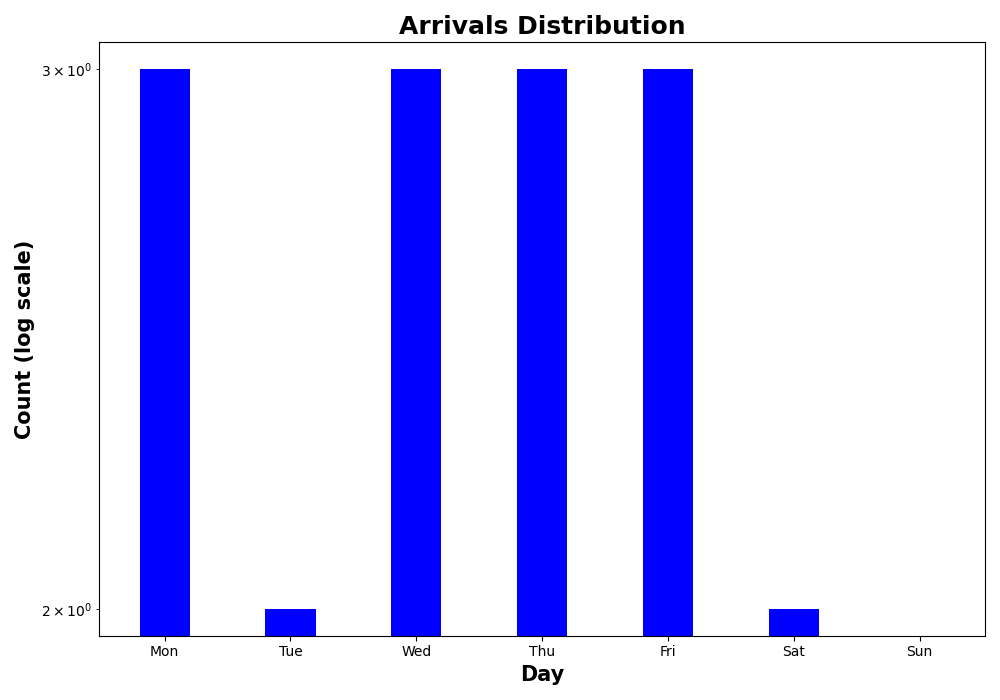 Arrivals Distribution
Count (log scale)
3 × 10⁰
2 × 10⁰
Mon Tue Wed Thu Fri Sat Sun
Day